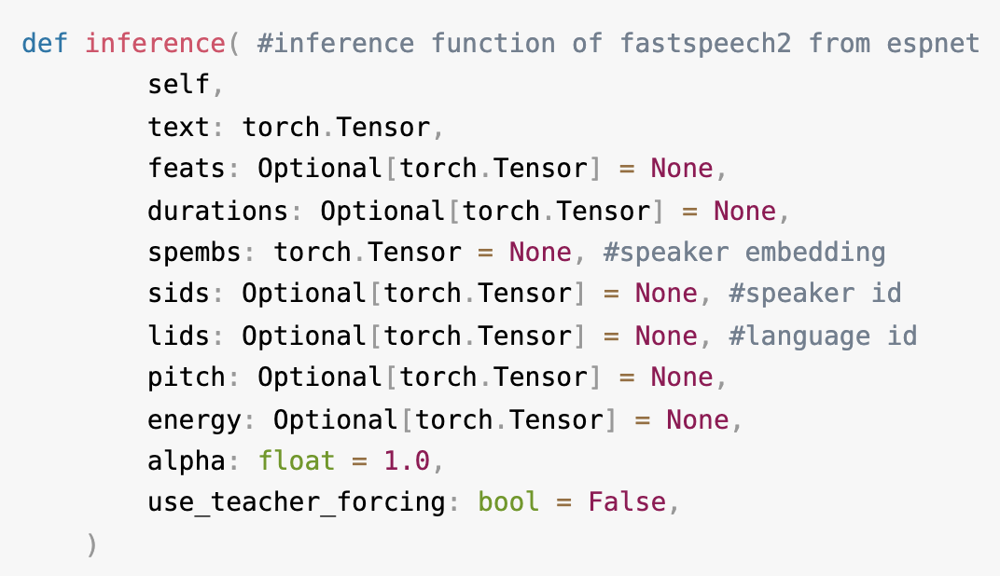 def inference( #inference function of fastspeech2 from espnet
        self,
        text: torch.Tensor,
        feats: Optional[torch.Tensor] = None,
        durations: Optional[torch.Tensor] = None,
        spembs: torch.Tensor = None, #speaker embedding
        sids: Optional[torch.Tensor] = None, #speaker id
        lids: Optional[torch.Tensor] = None, #language id
        pitch: Optional[torch.Tensor] = None,
        energy: Optional[torch.Tensor] = None,
        alpha: float = 1.0,
        use_teacher_forcing: bool = False,
    )